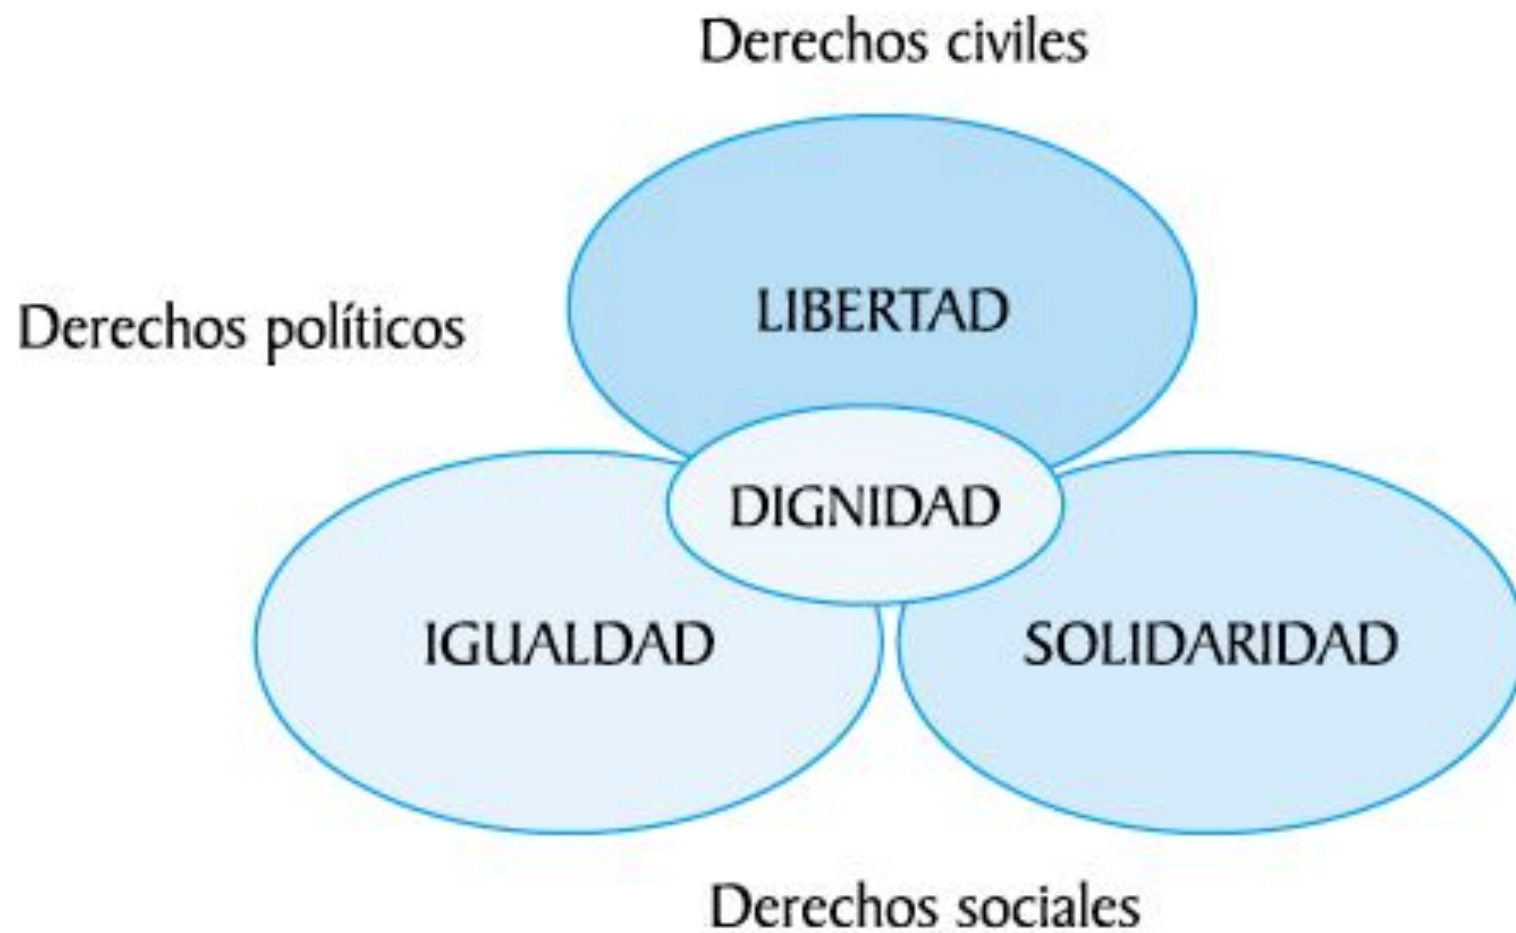 Derechos civiles
LIBERTAD
Derechos políticos
DIGNIDAD
IGUALDAD
SOLIDARIDAD
Derechos sociales